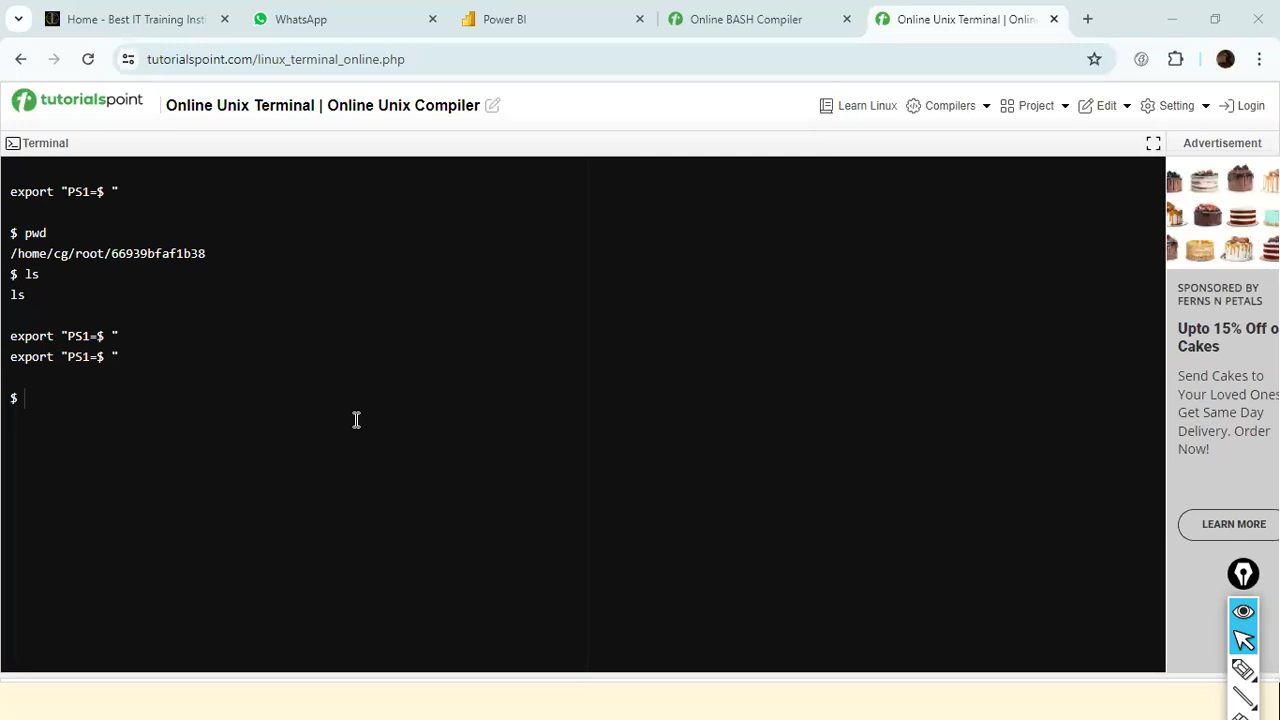 Home - Best IT Training Insti
WhatsApp
Power BI
Online BASH Compiler
Online Unix Terminal | Onlin
tutorialspoint.com/linux_terminal_online.php
tutorialspoint
Online Unix Terminal | Online Unix Compiler
Learn Linux
Compilers
Project
Edit
Setting
Login
Terminal
Advertisement
export "PS1=$ "
$ pwd
/home/cg/root/66939bfaf1b38
$ ls
ls
export "PS1=$ "
export "PS1=$ "
$
SPONSORED BY
FERNS N PETALS
Upto 15% Off o
Cakes
Send Cakes to
Your Loved Ones
Get Same Day
Delivery. Order
Now!
LEARN MORE